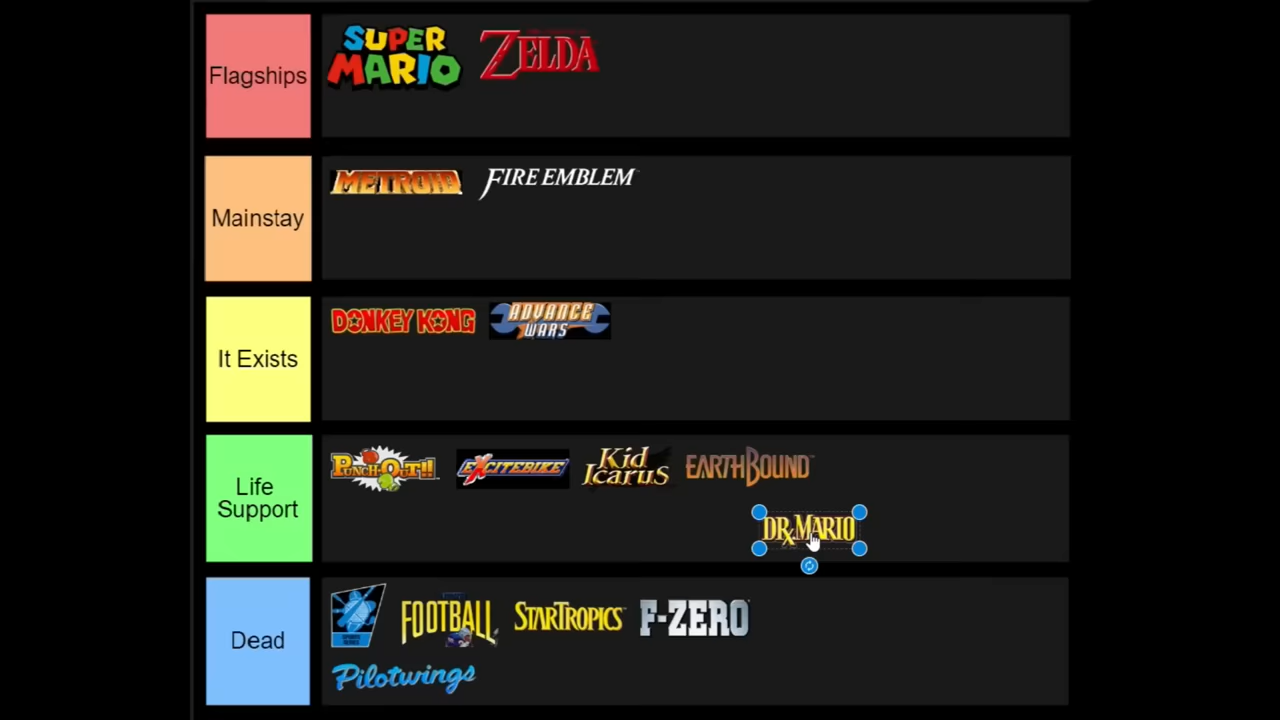 Flagships
SUPER MARIO
ZELDA
Mainstay
METROID
FIRE EMBLEM
It Exists
DONKEY KONG
ADVANCE WARS
Life Support
PUNCH-OUT!!
EXCITEBIKE
Kid Icarus
EARTHBOUND
DR.MARIO
Dead
FOOTBALL
STARTROPICS
F-ZERO
Pilotwings